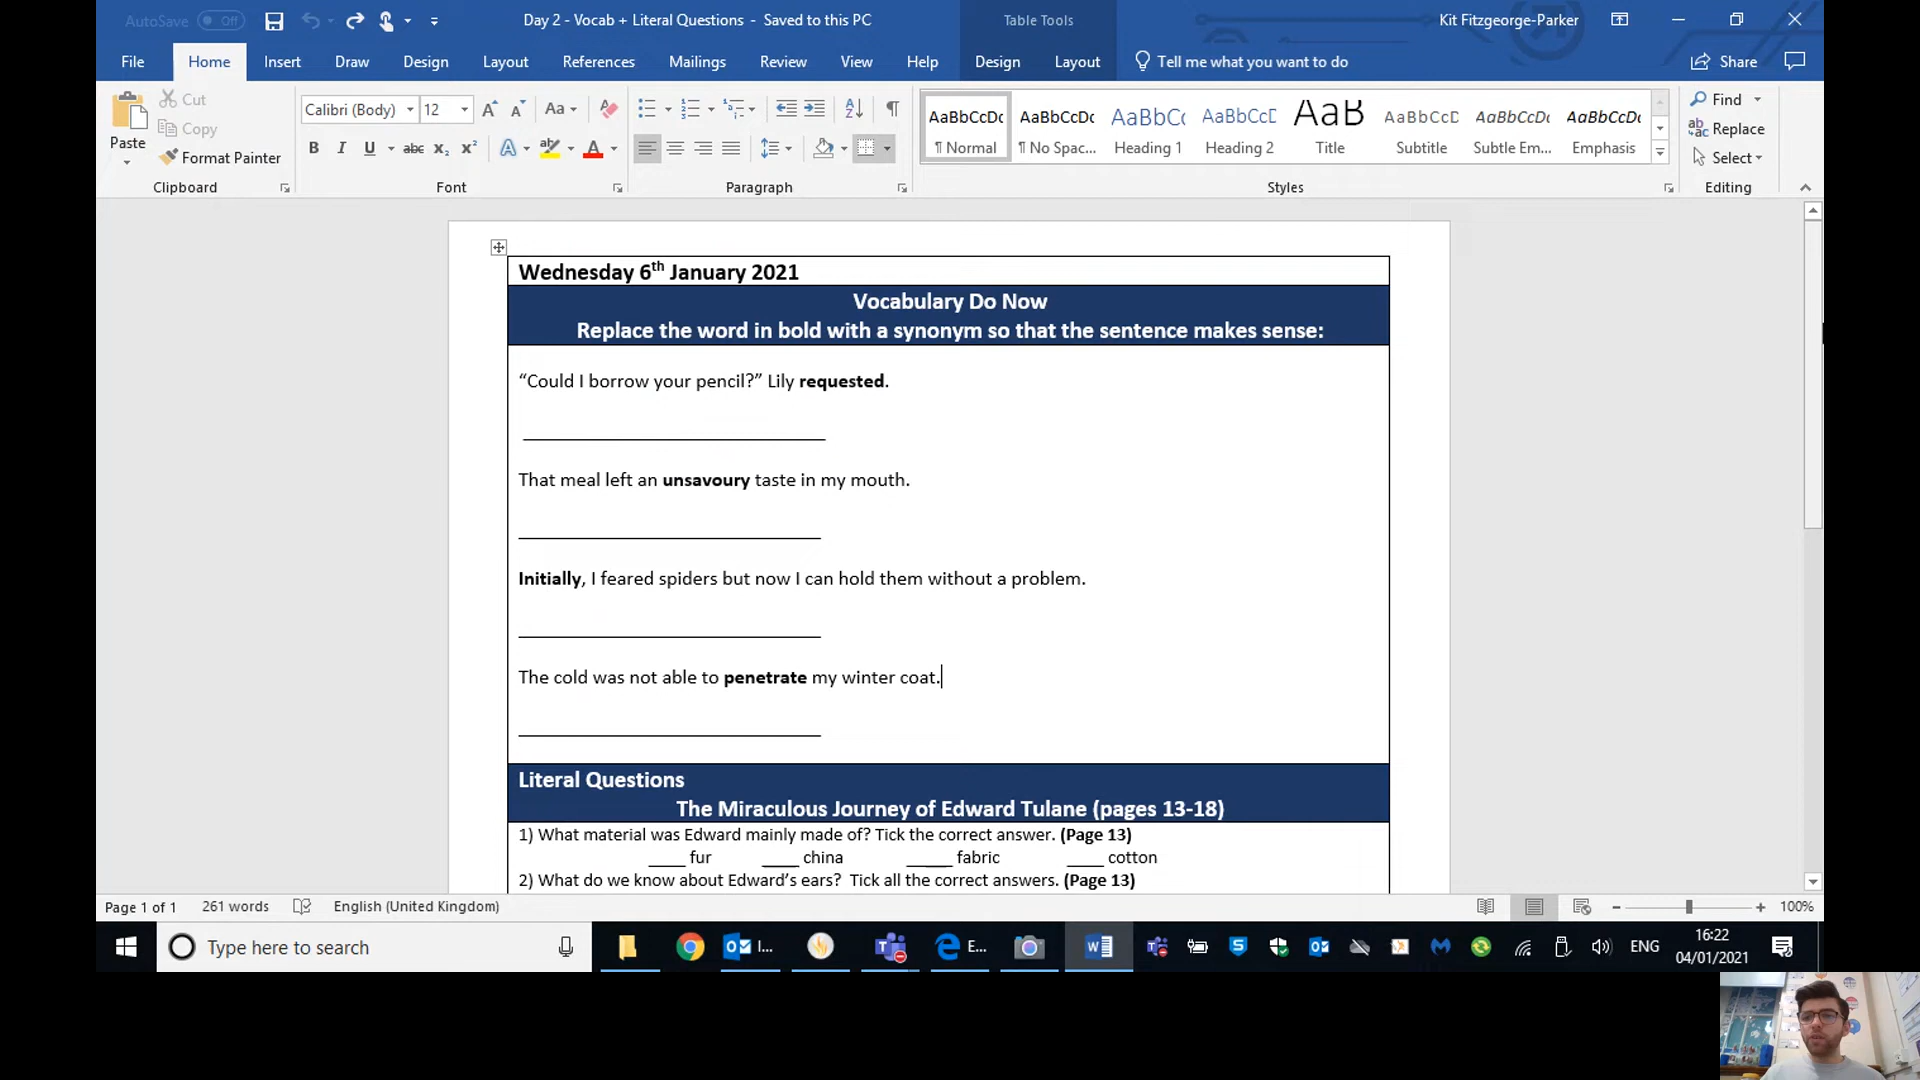 AutoSave Off
Day 2 - Vocab + Literal Questions - Saved to this PC
Table Tools
Kit Fitzgeorge-Parker
File Home Insert Draw Design Layout References Mailings Review View Help Design Layout Tell me what you want to do Share
Paste
Cut
Copy
Format Painter
Clipboard
Calibri (Body) 12
Font
Paragraph
AaBbCcDc AaBbCcDc AaBbCc AaBbCcD AaB AaBbCcD AaBbCcDc AaBbCcDc
¶ Normal ¶ No Spac... Heading 1 Heading 2 Title Subtitle Subtle Em... Emphasis
Styles
Find
Replace
Select
Editing
Wednesday 6th January 2021
Vocabulary Do Now
Replace the word in bold with a synonym so that the sentence makes sense:
“Could I borrow your pencil?” Lily requested.
That meal left an unsavoury taste in my mouth.
Initially, I feared spiders but now I can hold them without a problem.
The cold was not able to penetrate my winter coat.
Literal Questions
The Miraculous Journey of Edward Tulane (pages 13-18)
1) What material was Edward mainly made of? Tick the correct answer. (Page 13)
____ fur ____ china _____ fabric ____ cotton
2) What do we know about Edward’s ears? Tick all the correct answers. (Page 13)
Page 1 of 1 261 words English (United Kingdom) 100%
Type here to search
I...
E...
ENG
16:22
04/01/2021